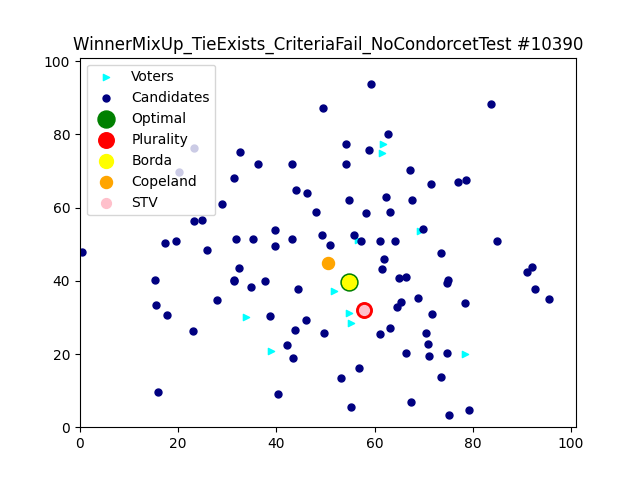 WinnerMixUp_TieExists_CriteriaFail_NoCondorcetTest #10390
100
80
60
40
20
0
Voters
Candidates
Optimal
Plurality
Borda
Copeland
STV
0 20 40 60 80 100